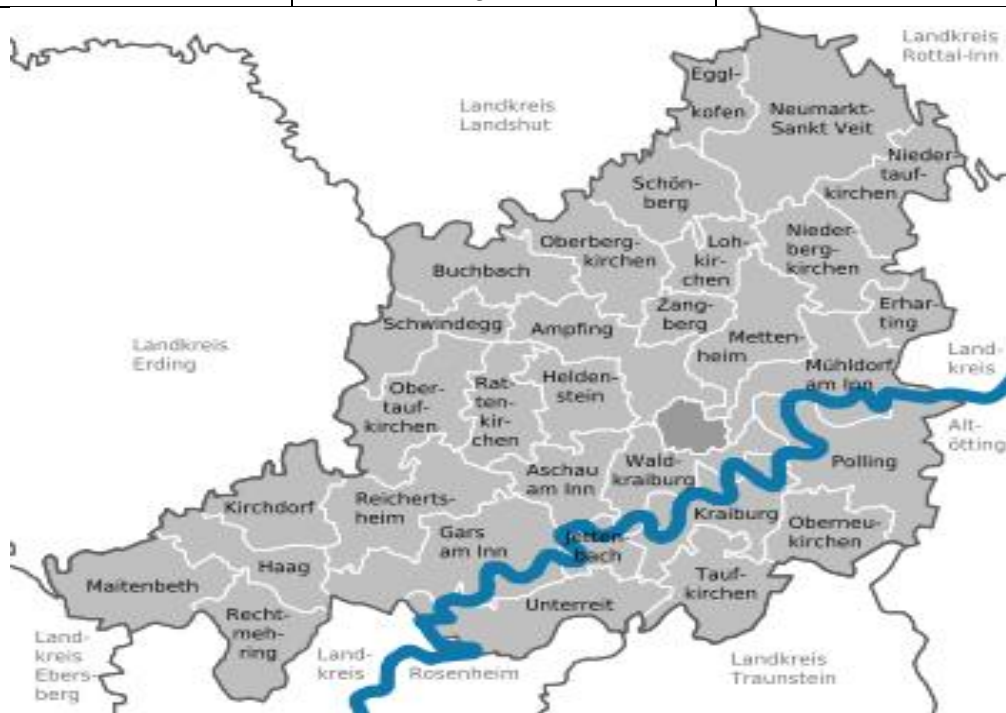 Landkreis
Rottal-Inn
Landkreis
Landshut
Eggl-
kofen
Neumarkt-
Sankt Veit
Nieder-
tauf-
kirchen
Schön-
berg
Oberberg-
kirchen
Loh-
kir-
chen
Nieder-
berg-
kirchen
Buchbach
Schwindegg
Ampfing
Zang-
berg
Erhar-
ting
Metten-
heim
Landkreis
Erding
Land-
kreis
Alt-
ötting
Mühldorf
am Inn
Ober-
tauf-
kirchen
Rat-
ten-
kir-
chen
Helden-
stein
Aschau
am Inn
Wald-
kraiburg
Polling
Kirchdorf
Reicherts-
heim
Gars
am Inn
Jetten-
bach
Kraiburg
Oberneu-
kirchen
Maitenbeth
Haag
Tauf-
kirchen
Unterreit
Recht-
meh-
ring
Land-
kreis
Ebers-
berg
Land-
kreis
Rosenheim
Landkreis
Traunstein